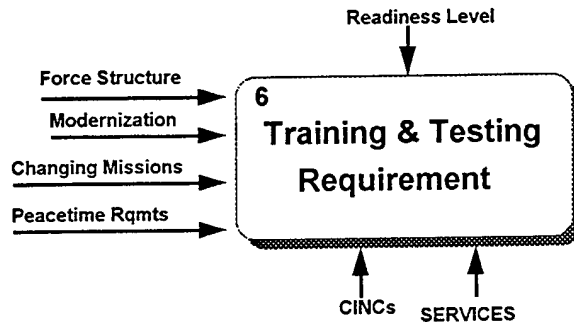 Readiness Level
Force Structure
6
Modernization
Training & Testing
Changing Missions
Requirement
Peacetime Rqmts
CINCs
SERVICES